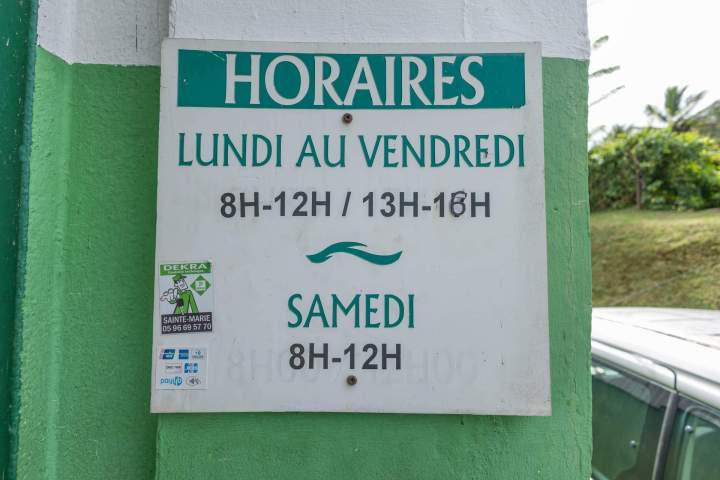 HORAIRES
LUNDI AU VENDREDI
8H-12H / 13H-16H
SAMEDI
8H-12H
DEKRA
SAINTE-MARIE
05 96 69 57 70